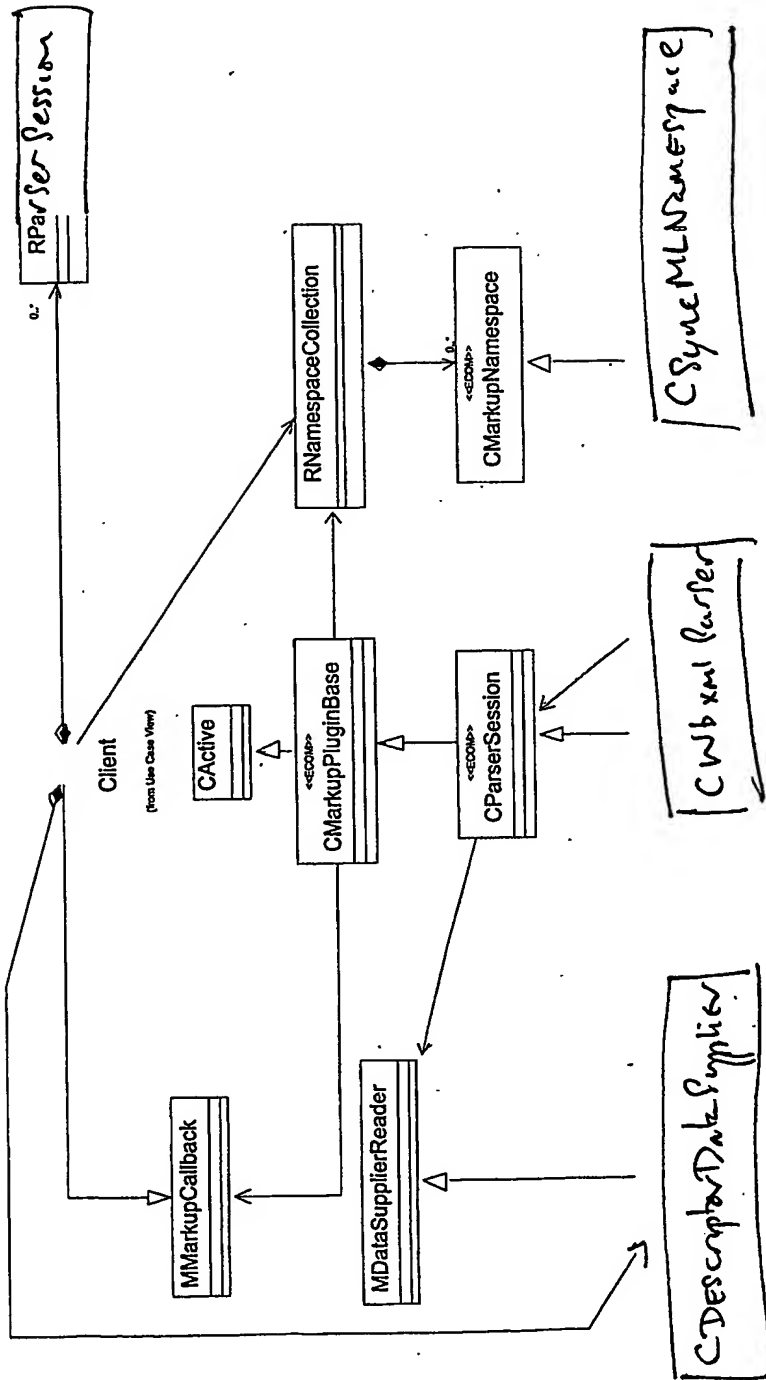 RParserSession
0..*
Client
(from Use Case View)
CActive
MMarkupCallback
<<ECOM>>
CMarkupPluginBase
RNamespaceCollection
MDataSupplierReader
<<ECOM>>
CParserSession
0..*
<<ECOM>>
CMarkupNamespace
CDescriptorDataSupplier
CWbxmlParser
CSyncMLNamespace